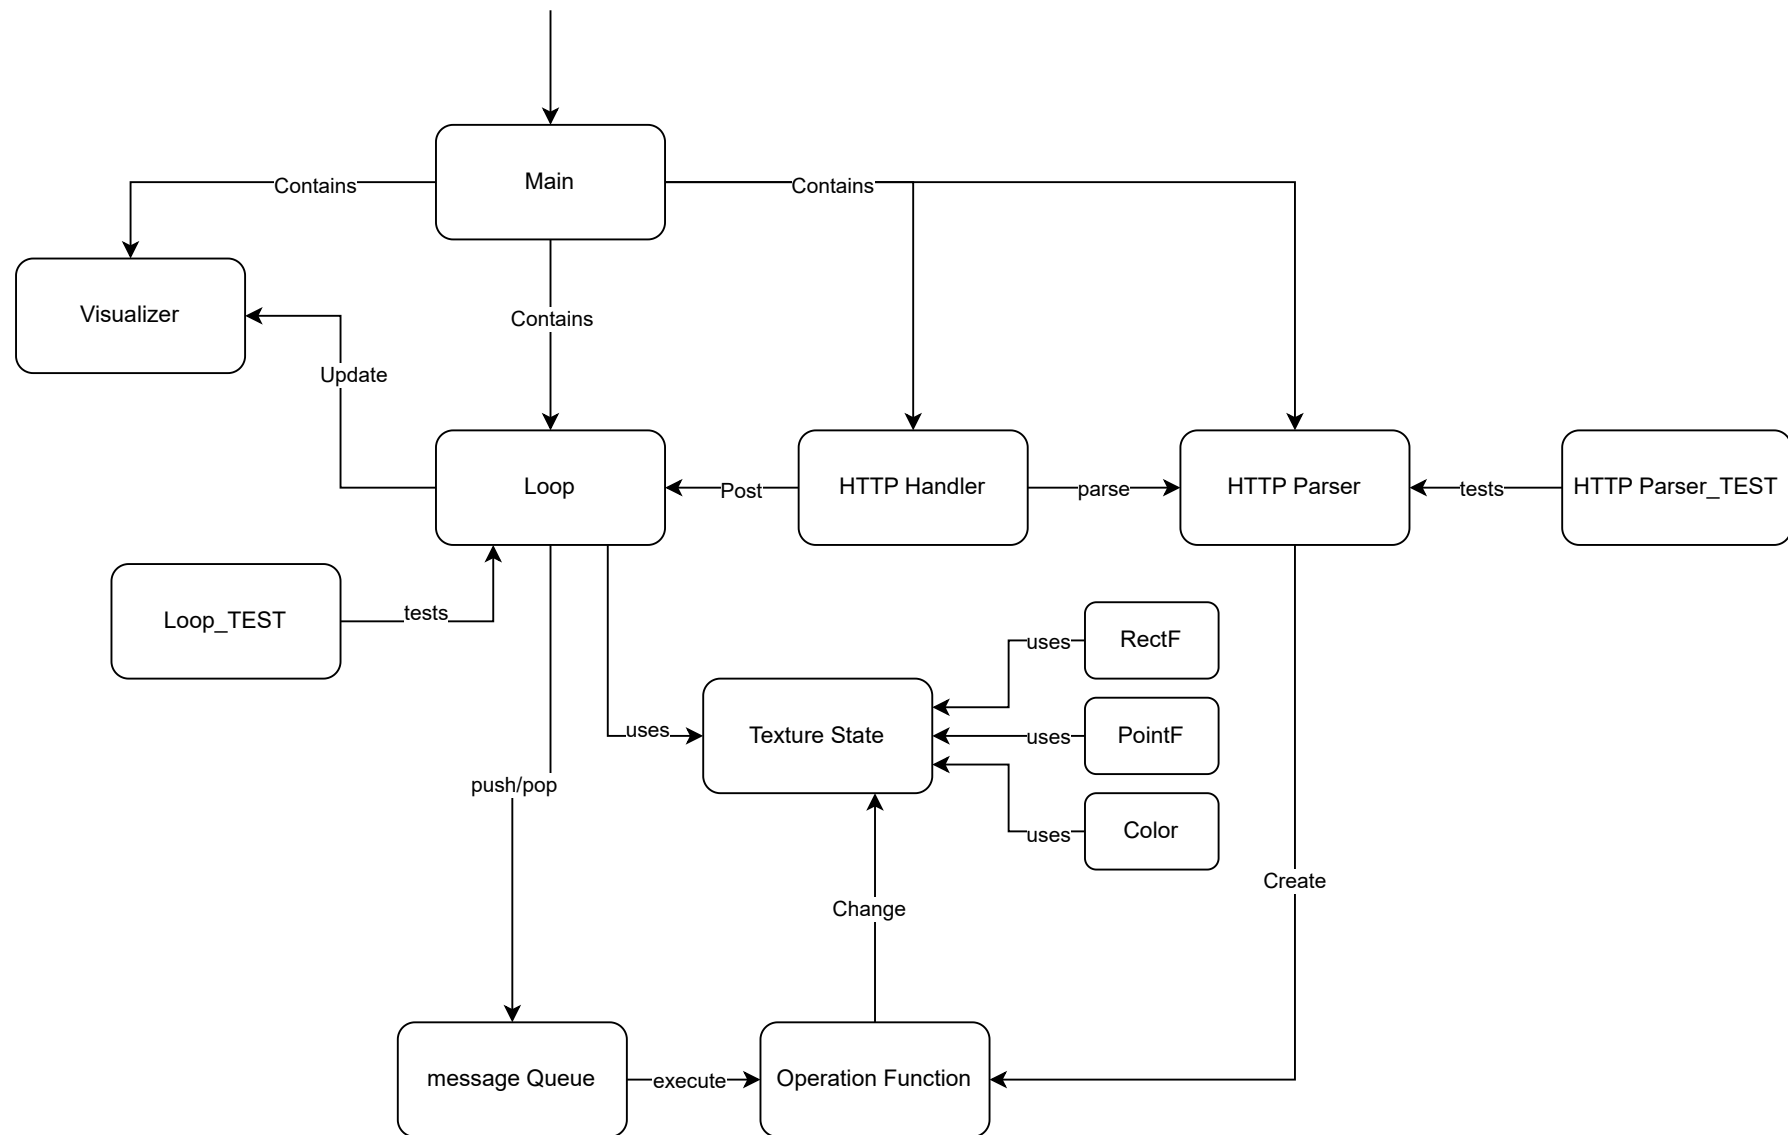 Main
Contains
Contains
Visualizer
Contains
Update
Loop
Post
HTTP Handler
parse
HTTP Parser
tests
HTTP Parser_TEST
Loop_TEST
tests
uses
RectF
uses
Texture State
uses
PointF
push/pop
uses
Color
Create
Change
message Queue
execute
Operation Function